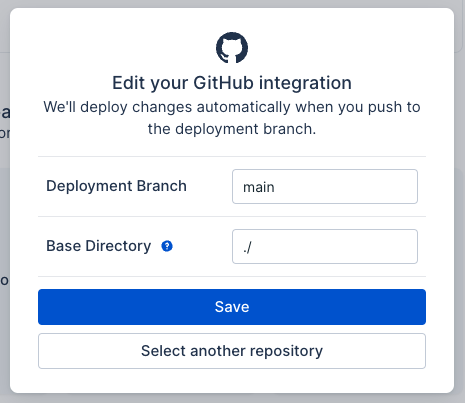 Edit your GitHub integration
We'll deploy changes automatically when you push to
the deployment branch.
Deployment Branch
main
Base Directory ?
./
Save
Select another repository